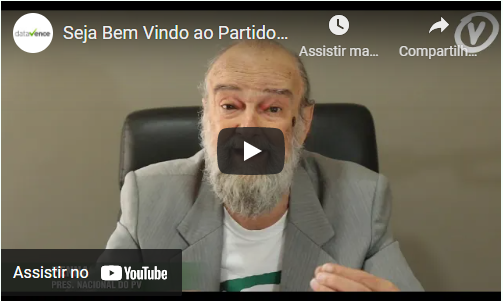 datavence
Seja Bem Vindo ao Partido...
Assistir ma...
Compartilh...
V
Assistir no YouTube
PRES. NACIONAL DO PV